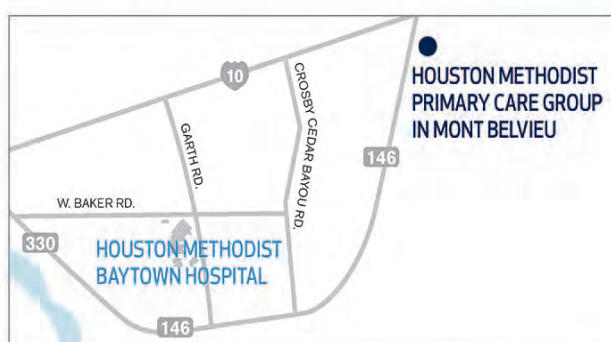 10
HOUSTON METHODIST
PRIMARY CARE GROUP
IN MONT BELVIEU
CROSBY CEDAR BAYOU RD.
GARTH RD.
146
W. BAKER RD.
330
HOUSTON METHODIST
BAYTOWN HOSPITAL
146